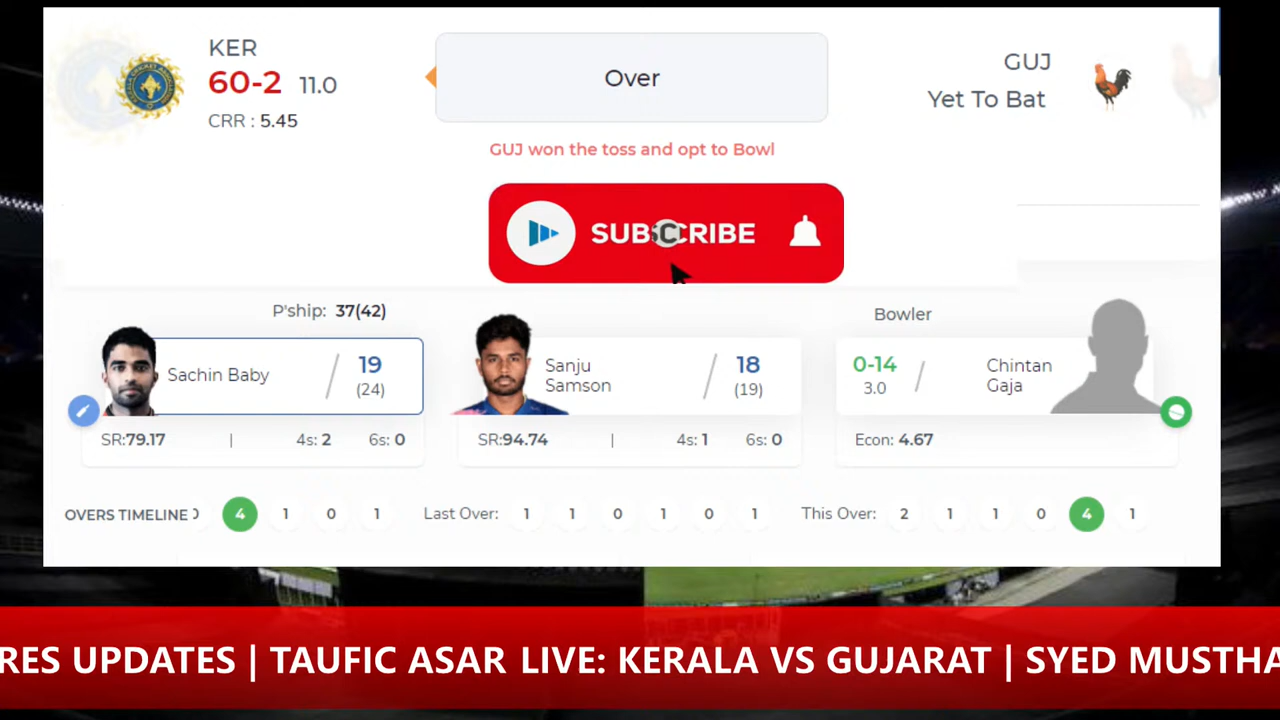 KER
60-2 11.0
CRR : 5.45
Over
GUJ
Yet To Bat
GUJ won the toss and opt to Bowl
SUBSCRIBE
P'ship: 37(42)
Bowler
Sachin Baby / 19
(24)
SR:79.17 | 4s: 2 6s: 0
Sanju
Samson / 18
(19)
SR:94.74 | 4s: 1 6s: 0
0-14
3.0 / Chintan
Gaja
Econ: 4.67
OVERS TIMELINE 4 1 0 1 Last Over: 1 1 0 1 0 1 This Over: 2 1 1 0 4 1
RES UPDATES | TAUFIC ASAR LIVE: KERALA VS GUJARAT | SYED MUSTHA